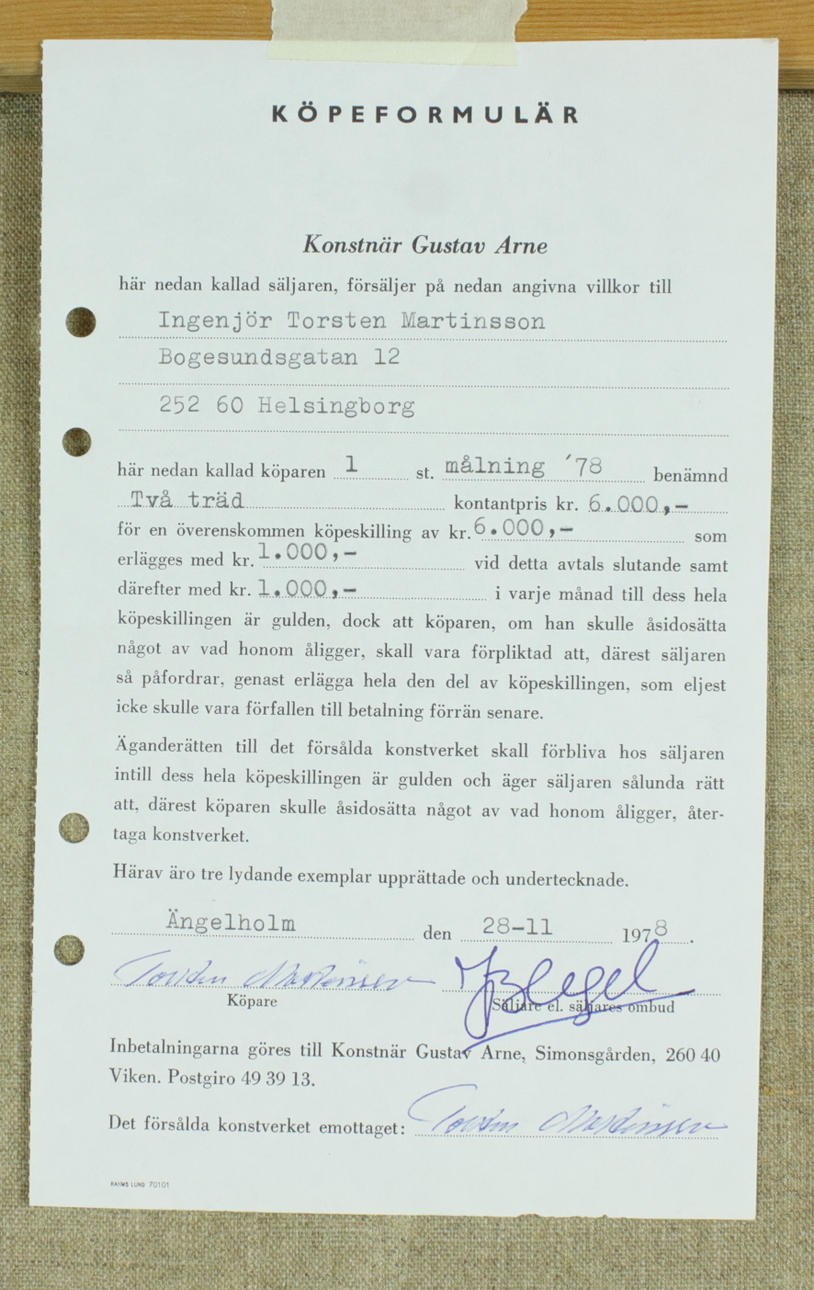 KÖPEFORMULÄR
Konstnär Gustav Arne
här nedan kallad säljaren, försäljer på nedan angivna villkor till
Ingenjör Torsten Martinsson
Bogesundsgatan 12
252 60 Helsingborg
här nedan kallad köparen 1 st. målning ´78 benämnd
Två träd kontantpris kr. 6.000,-
för en överenskommen köpeskilling av kr. 6.000,- som
erlägges med kr. 1.000,- vid detta avtals slutande samt
därefter med kr. 1.000,- i varje månad till dess hela
köpeskillingen är gulden, dock att köparen, om han skulle åsidosätta
något av vad honom åligger, skall vara förpliktad att, därest säljaren
så påfordrar, genast erlägga hela den del av köpeskillingen, som eljest
icke skulle vara förfallen till betalning förrän senare.
Äganderätten till det försålda konstverket skall förbliva hos säljaren
intill dess hela köpeskillingen är gulden och äger säljaren sålunda rätt
att, därest köparen skulle åsidosätta något av vad honom åligger, åter-
taga konstverket.
Härav äro tre lydande exemplar upprättade och undertecknade.
Ängelholm den 28-11 1978.
Torsten Martinsson
Köpare Säljare el. säljares ombud
Inbetalningarna göres till Konstnär Gustav Arne, Simonsgården, 260 40
Viken. Postgiro 49 39 13.
Det försålda konstverket emottaget: Torsten Martinsson
RAHMS LUND 70101